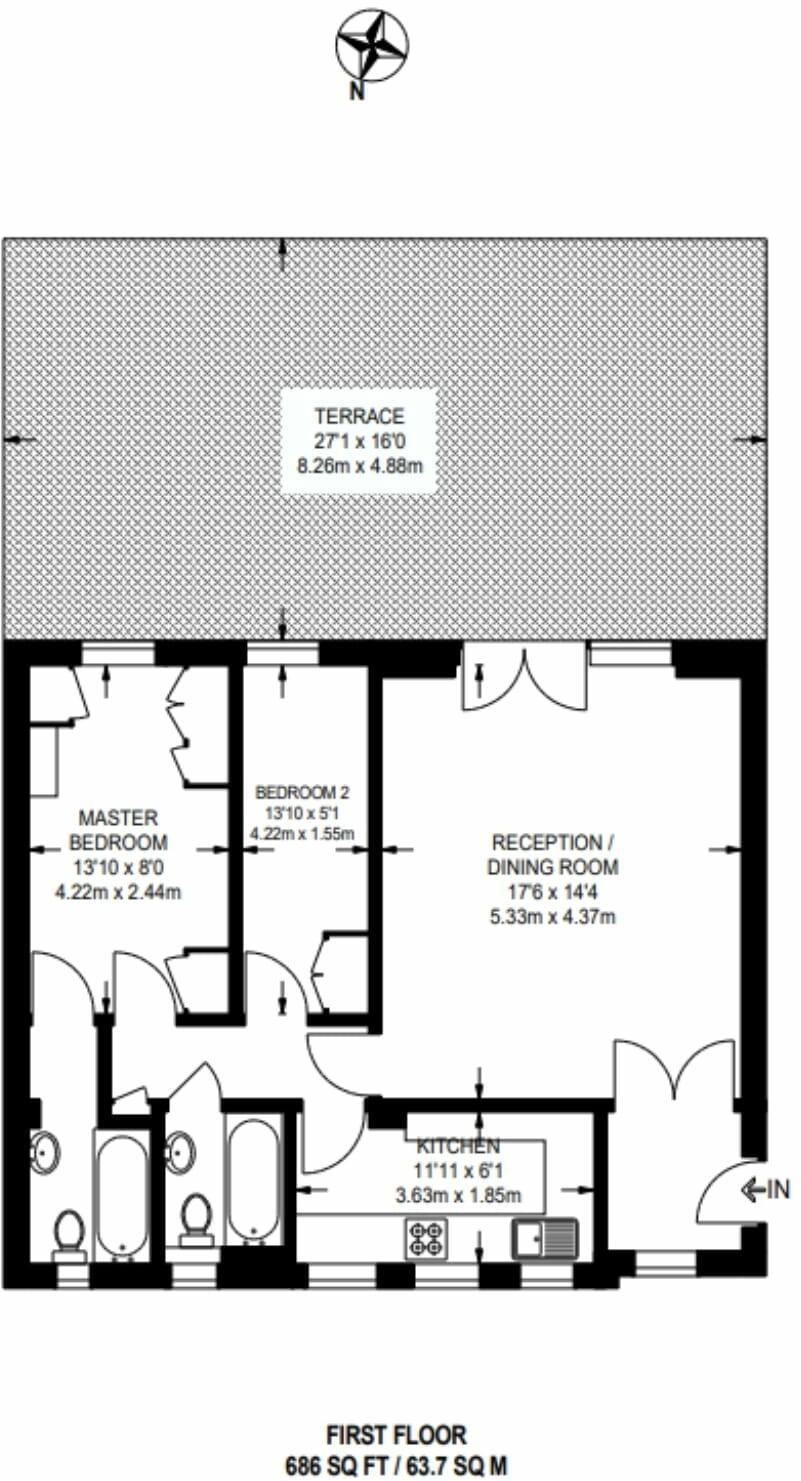 N
TERRACE
27'1 x 16'0
8.26m x 4.88m
MASTER
BEDROOM
13'10 x 8'0
4.22m x 2.44m
BEDROOM 2
13'10 x 5'1
4.22m x 1.55m
RECEPTION /
DINING ROOM
17'6 x 14'4
5.33m x 4.37m
KITCHEN
11'11 x 6'1
3.63m x 1.85m
IN
FIRST FLOOR
686 SQ FT / 63.7 SQ M